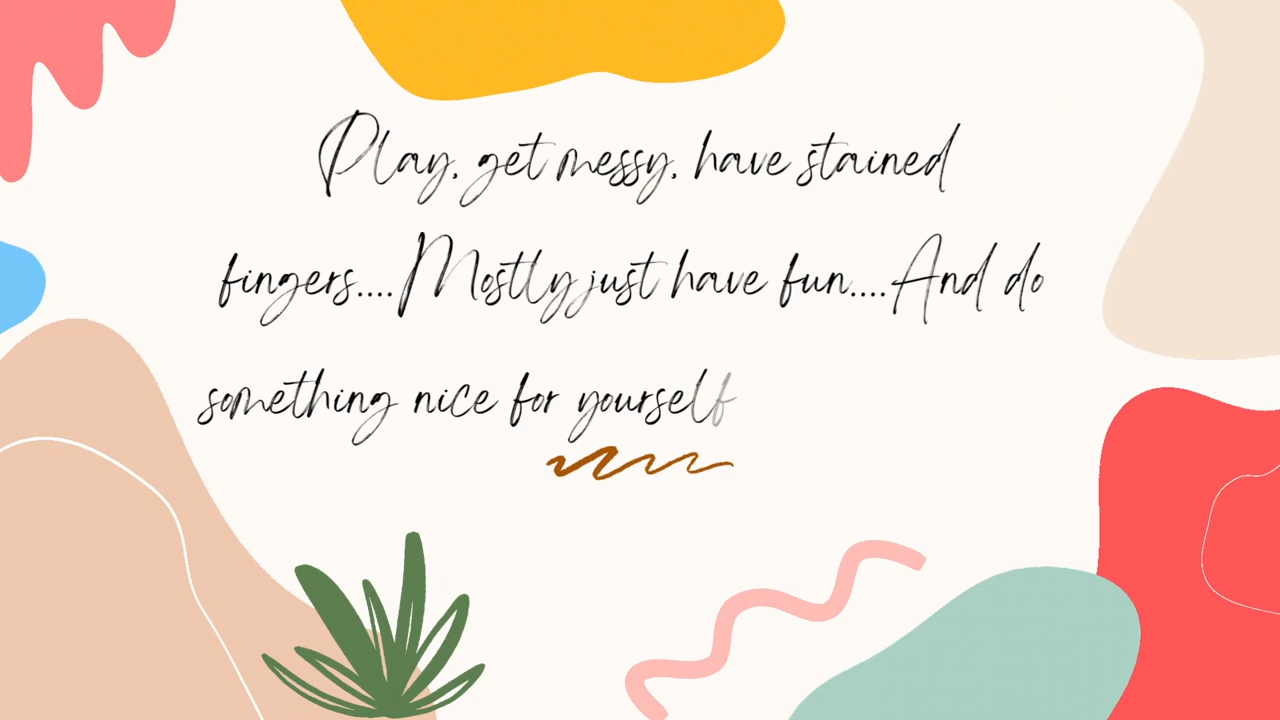 Play, get messy, have stained
fingers....Mostly just have fun....And do
something nice for yourself